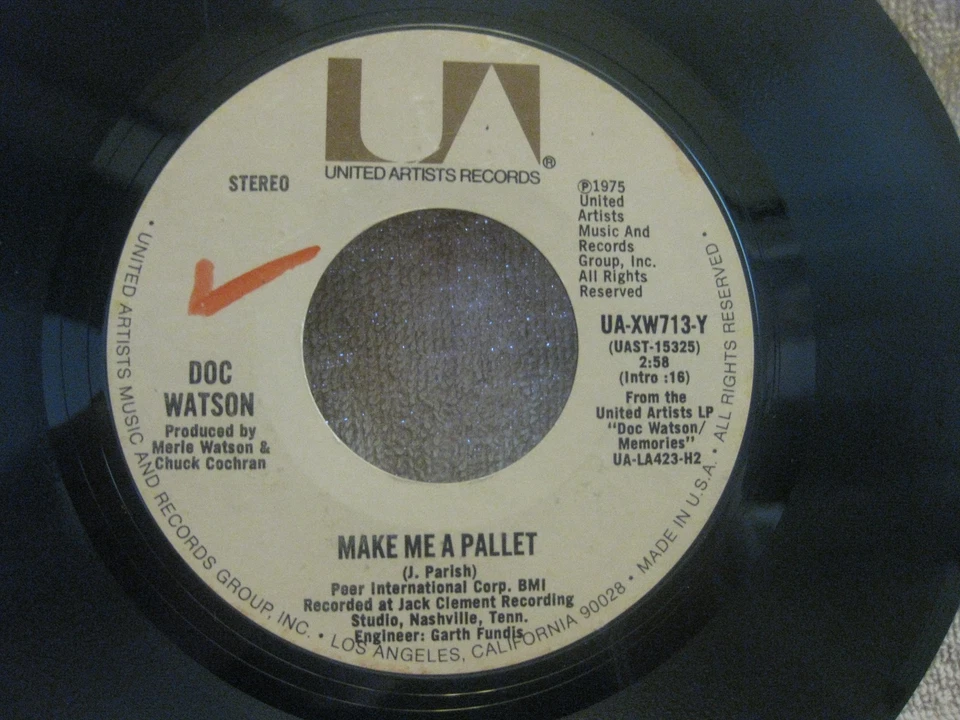 UA®
UNITED ARTISTS RECORDS
STEREO
℗1975
United
Artists
Music And
Records
Group, Inc.
All Rights
Reserved
UA-XW713-Y
(UAST-15325)
2:58
(Intro :16)
From the
United Artists LP
"Doc Watson/
Memories"
UA-LA423-H2
DOC
WATSON
Produced by
Merle Watson &
Chuck Cochran
MAKE ME A PALLET
(J. Parish)
Peer International Corp. BMI
Recorded at Jack Clement Recording
Studio, Nashville, Tenn.
Engineer: Garth Fundis
• UNITED ARTISTS MUSIC AND RECORDS GROUP, INC. • LOS ANGELES, CALIFORNIA 90028 • MADE IN U.S.A. • ALL RIGHTS RESERVED •